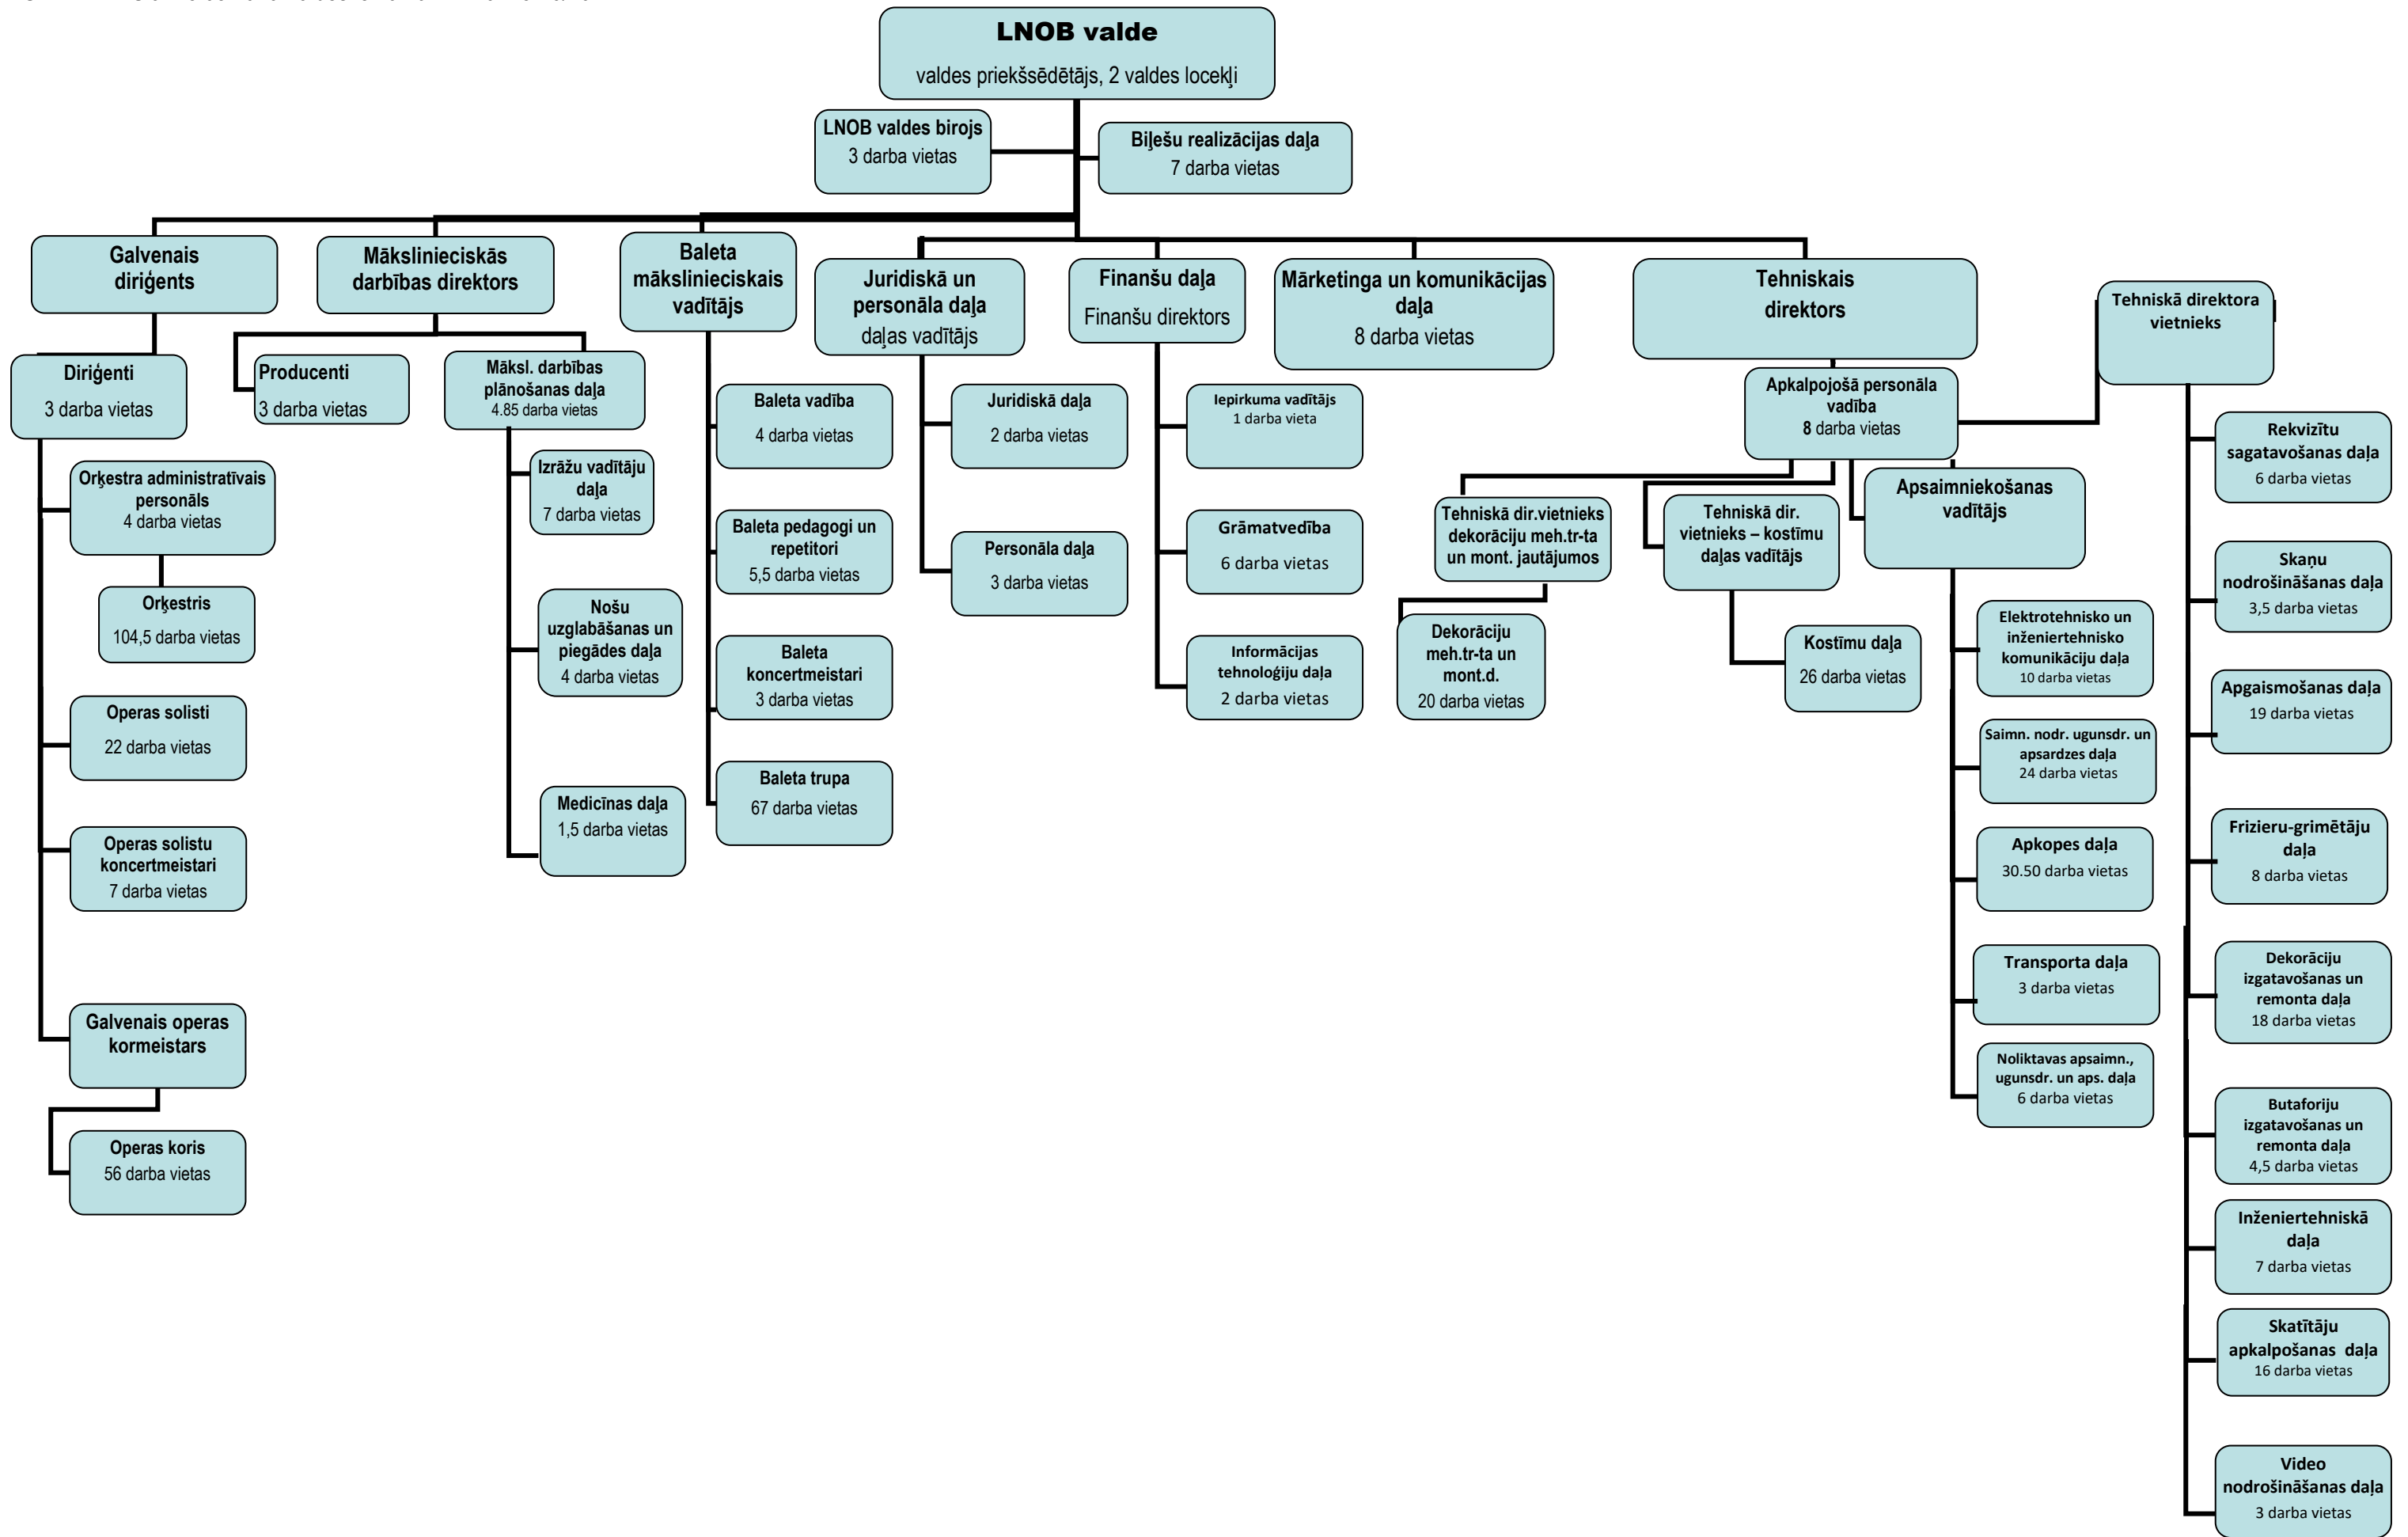 LNOB valde
valdes priekšsēdētājs, 2 valdes locekļi
LNOB valdes birojs
3 darba vietas
Biļešu realizācijas daļa
7 darba vietas
Galvenais
diriģents
Mākslinieciskās
darbības direktors
Baleta
mākslinieciskais
vadītājs
Juridiskā un
personāla daļa
daļas vadītājs
Finanšu daļa
Finanšu direktors
Mārketinga un komunikācijas
daļa
8 darba vietas
Tehniskais
direktors
Tehniskā direktora
vietnieks
Diriģenti
3 darba vietas
Producenti
3 darba vietas
Māksl. darbības
plānošanas daļa
4.85 darba vietas
Apkalpojošā personāla
vadība
8 darba vietas
Orķestra administratīvais
personāls
4 darba vietas
Orķestris
104,5 darba vietas
Operas solisti
22 darba vietas
Operas solistu
koncertmeistari
7 darba vietas
Galvenais operas
kormeistars
Operas koris
56 darba vietas
Izrāžu vadītāju
daļa
7 darba vietas
Nošu
uzglabāšanas un
piegādes daļa
4 darba vietas
Medicīnas daļa
1,5 darba vietas
Baleta vadība
4 darba vietas
Baleta pedagogi un
repetitori
5,5 darba vietas
Baleta
koncertmeistari
3 darba vietas
Baleta trupa
67 darba vietas
Juridiskā daļa
2 darba vietas
Personāla daļa
3 darba vietas
Iepirkuma vadītājs
1 darba vieta
Grāmatvedība
6 darba vietas
Informācijas
tehnoloģiju daļa
2 darba vietas
Tehniskā dir.vietnieks
dekorāciju meh.tr-ta
un mont. jautājumos
Dekorāciju
meh.tr-ta un
mont.d.
20 darba vietas
Tehniskā dir.
vietnieks – kostīmu
daļas vadītājs
Kostīmu daļa
26 darba vietas
Apsaimniekošanas
vadītājs
Elektrotehnisko un
inženiertehnisko
komunikāciju daļa
10 darba vietas
Saimn. nodr. ugunsdr. un
apsardzes daļa
24 darba vietas
Apkopes daļa
30.50 darba vietas
Transporta daļa
3 darba vietas
Noliktavas apsaimn.,
ugunsdr. un aps. daļa
6 darba vietas
Rekvizītu
sagatavošanas daļa
6 darba vietas
Skaņu
nodrošināšanas daļa
3,5 darba vietas
Apgaismošanas daļa
19 darba vietas
Frizieru-grimētāju
daļa
8 darba vietas
Dekorāciju
izgatavošanas un
remonta daļa
18 darba vietas
Butaforiju
izgatavošanas un
remonta daļa
4,5 darba vietas
Inženiertehniskā
daļa
7 darba vietas
Skatītāju
apkalpošanas daļa
16 darba vietas
Video
nodrošināšanas daļa
3 darba vietas